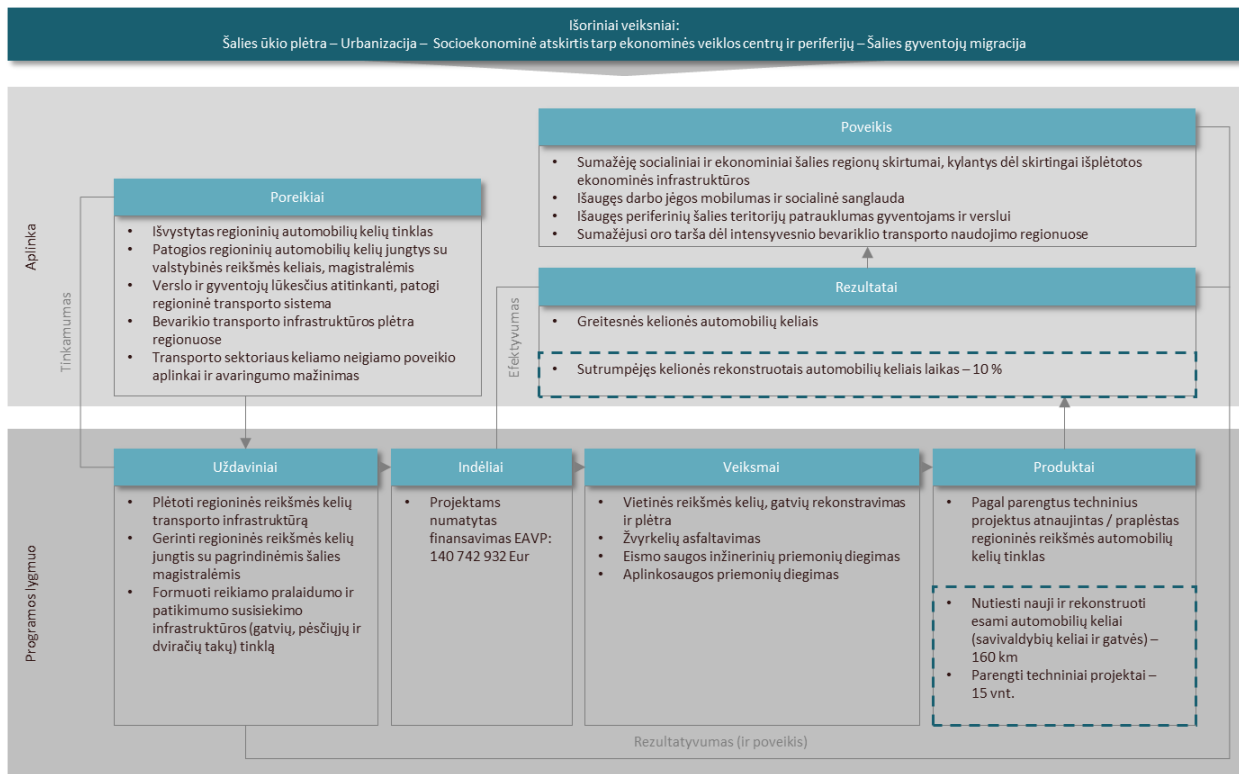 Išoriniai veiksniai:
Šalies ūkio plėtra – Urbanizacija – Socioekonominė atskirtis tarp ekonominės veiklos centrų ir periferijų – Šalies gyventojų migracija
Aplinka
Tinkamumas
Poreikiai
• Išvystytas regioninių automobilių kelių tinklas
• Patogios regioninių automobilių kelių jungtys su
valstybinės reikšmės keliais, magistralėmis
• Verslo ir gyventojų lūkesčius atitinkanti, patogi
regioninė transporto sistema
• Bevarikio transporto infrastruktūros plėtra
regionuose
• Transporto sektoriaus keliamo neigiamo poveikio
aplinkai ir avaringumo mažinimas
Efektyvumas
Poveikis
• Sumažėję socialiniai ir ekonominiai šalies regionų skirtumai, kylantys dėl skirtingai išplėtotos
ekonominės infrastruktūros
• Išaugęs darbo jėgos mobilumas ir socialinė sanglauda
• Išaugęs periferinių šalies teritorijų patrauklumas gyventojams ir verslui
• Sumažėjusi oro tarša dėl intensyvesnio bevariklio transporto naudojimo regionuose
Rezultatai
• Greitesnės kelionės automobilių keliais
• Sutrumpėjęs kelionės rekonstruotais automobilių keliais laikas – 10 %
Programos lygmuo
Uždaviniai
• Plėtoti regioninės reikšmės kelių
transporto infrastruktūrą
• Gerinti regioninės reikšmės kelių
jungtis su pagrindinėmis šalies
magistralėmis
• Formuoti reikiamo pralaidumo ir
patikimumo susisiekimo
infrastruktūros (gatvių, pėsčiųjų ir
dviračių takų) tinklą
Indėliai
• Projektams
numatytas
finansavimas EAVP:
140 742 932 Eur
Veiksmai
• Vietinės reikšmės kelių, gatvių rekonstravimas
ir plėtra
• Žvyrkelių asfaltavimas
• Eismo saugos inžinerinių priemonių diegimas
• Aplinkosaugos priemonių diegimas
Produktai
• Pagal parengtus techninius
projektus atnaujintas / praplėstas
regioninės reikšmės automobilių
kelių tinklas
• Nutiesti nauji ir rekonstruoti
esami automobilių keliai
(savivaldybių keliai ir gatvės) –
160 km
• Parengti techniniai projektai –
15 vnt.
Rezultatyvumas (ir poveikis)